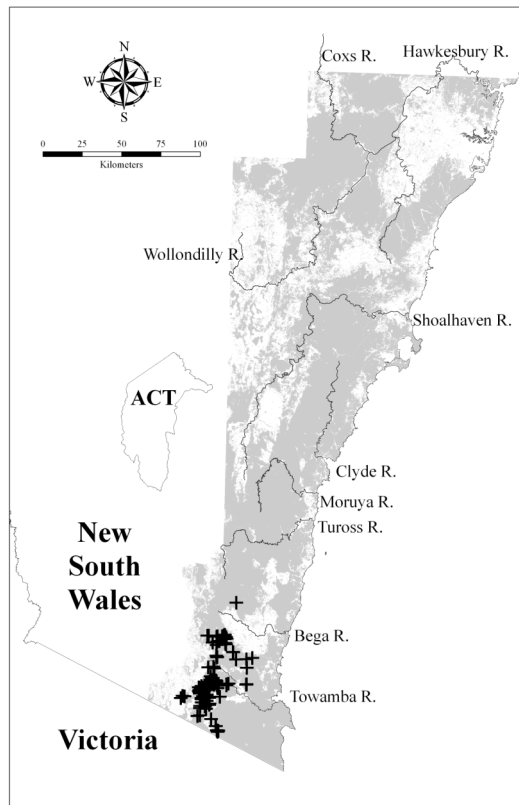 Coxs R.
Hawkesbury R.
N
W
E
S
0 25 50 75 100
Kilometers
Wollondilly R.
Shoalhaven R.
ACT
Clyde R.
Moruya R.
Tuross R.
New
South
Wales
Bega R.
Towamba R.
Victoria